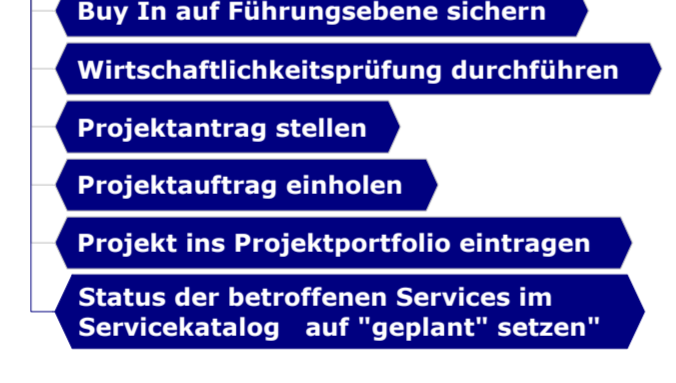 Buy In auf Führungsebene sichern
Wirtschaftlichkeitsprüfung durchführen
Projektantrag stellen
Projektauftrag einholen
Projekt ins Projektportfolio eintragen
Status der betroffenen Services im
Servicekatalog   auf "geplant" setzen"